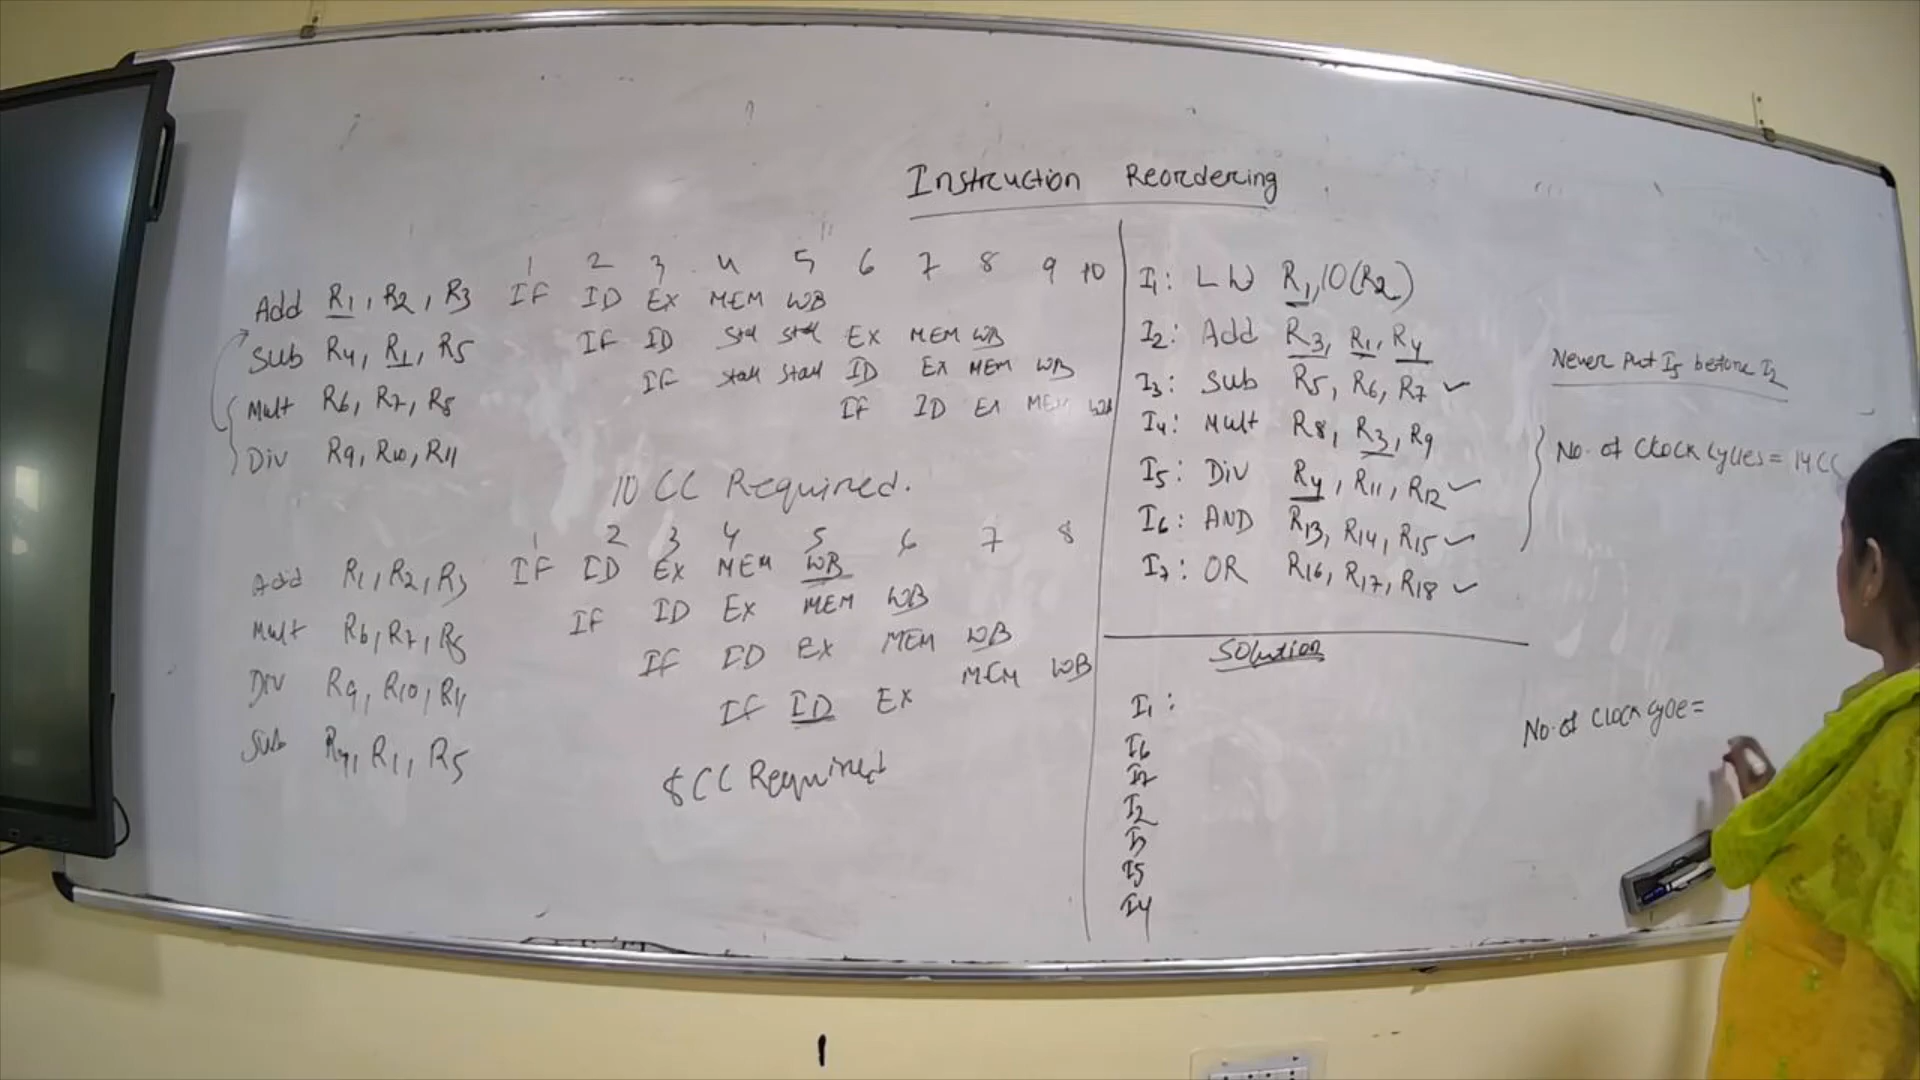 Instruction Reordering
1 2 3 4 5 6 7 8 9 10
Add R1, R2, R3 IF ID EX MEM WB
Sub R4, R1, R5 IF ID Stall Stall EX MEM WB
Mult R6, R7, R8 IF Stall Stall ID EX MEM WB
Div R9, R10, R11 IF ID EX MEM WB
10 CC Required.
1 2 3 4 5 6 7 8
Add R1, R2, R3 IF ID EX MEM WB
Mult R6, R7, R8 IF ID EX MEM WB
Div R9, R10, R11 IF ID EX MEM WB
Sub R4, R1, R5 IF ID EX MEM WB
8 CC Required
I1: LW R1, 10(R2)
I2: Add R3, R1, R4
I3: Sub R5, R6, R7 ✓
I4: Mult R8, R3, R9
I5: Div R4, R11, R12 ✓
I6: AND R13, R14, R15 ✓
I7: OR R16, R17, R18 ✓
Never Put I5 before I2
No. of Clock Cycles = 14CC
Solution
I1:
I6
I7
I2
I3
I5
I4
No. of Clock Cycle =